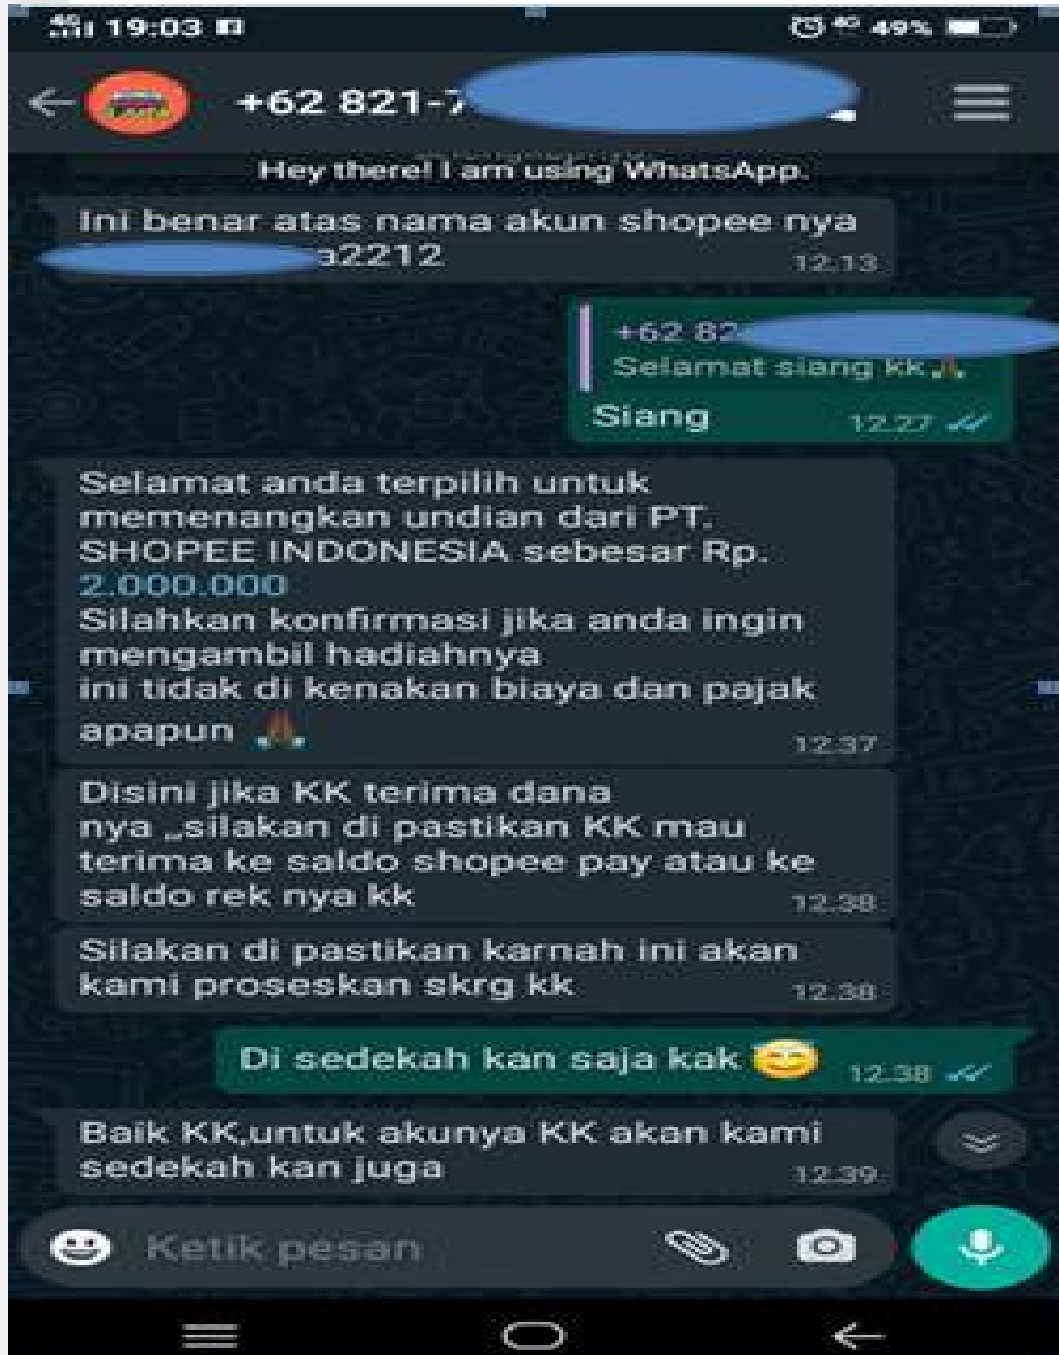 19:03
49%
+62 821-7
Hey there! I am using WhatsApp.
Ini benar atas nama akun shopee nya
a2212
12.13
+62 82
Selamat siang kk🙏
Siang
12.27
Selamat anda terpilih untuk
memenangkan undian dari PT.
SHOPEE INDONESIA sebesar Rp.
2.000.000
Silahkan konfirmasi jika anda ingin
mengambil hadiahnya
ini tidak di kenakan biaya dan pajak
apapun 🙏
12.37
Disini jika KK terima dana
nya ,,silakan di pastikan KK mau
terima ke saldo shopee pay atau ke
saldo rek nya kk
12.38
Silakan di pastikan karnah ini akan
kami proseskan skrg kk
12.38
Di sedekah kan saja kak 😇
12.38
Baik KK,untuk akunya KK akan kami
sedekah kan juga
12.39
Ketik pesan